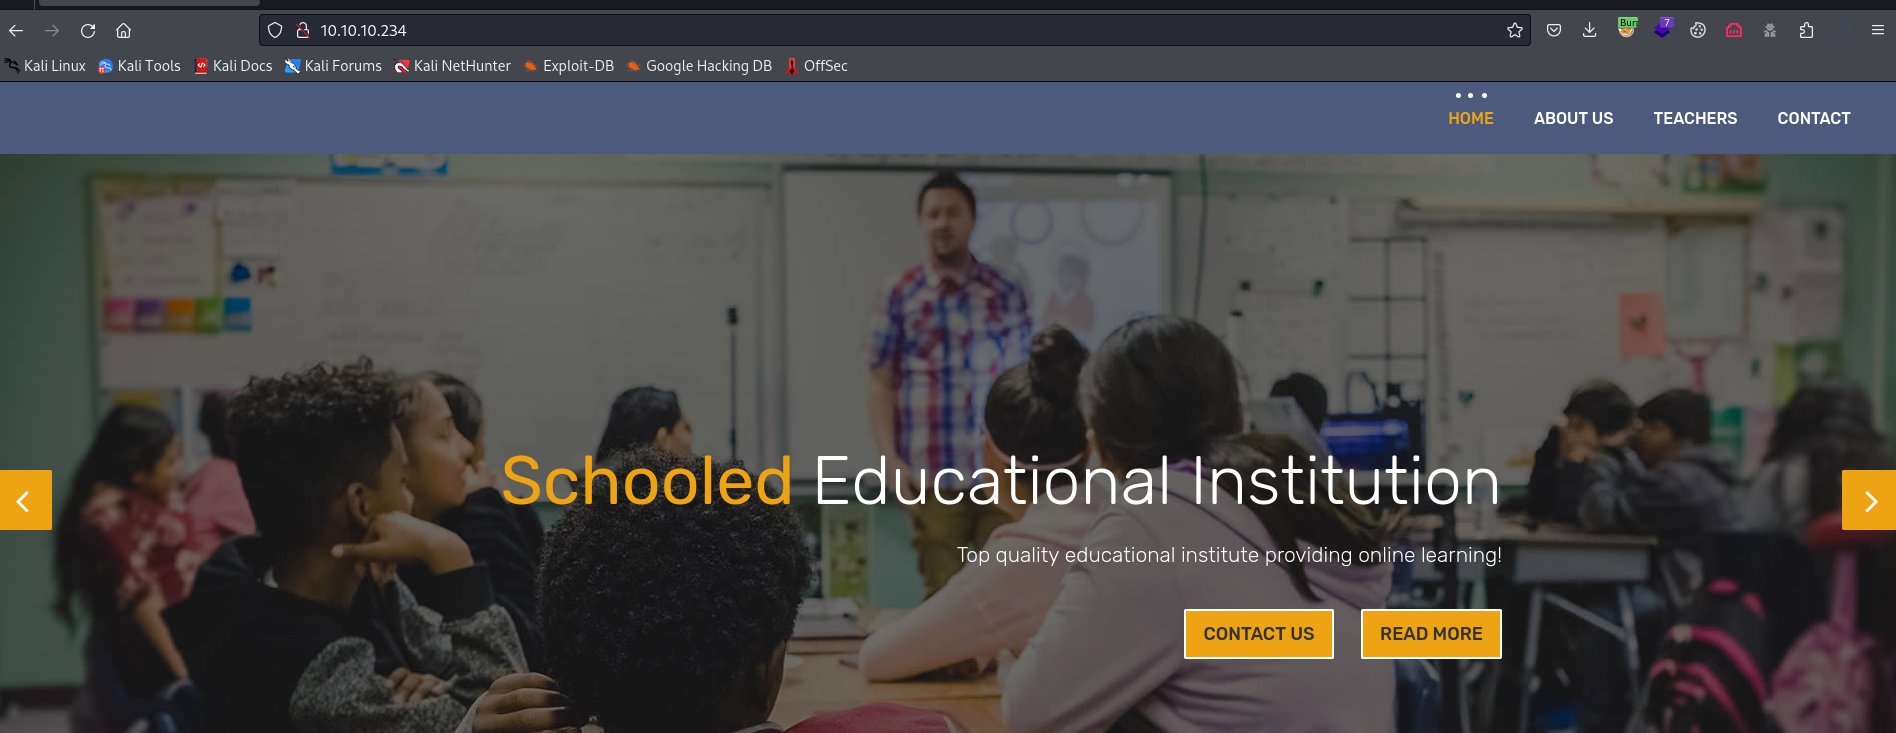 10.10.10.234
Burp
7
Kali Linux Kali Tools Kali Docs Kali Forums Kali NetHunter Exploit-DB Google Hacking DB OffSec
HOME ABOUT US TEACHERS CONTACT
Schooled Educational Institution
Top quality educational institute providing online learning!
CONTACT US READ MORE